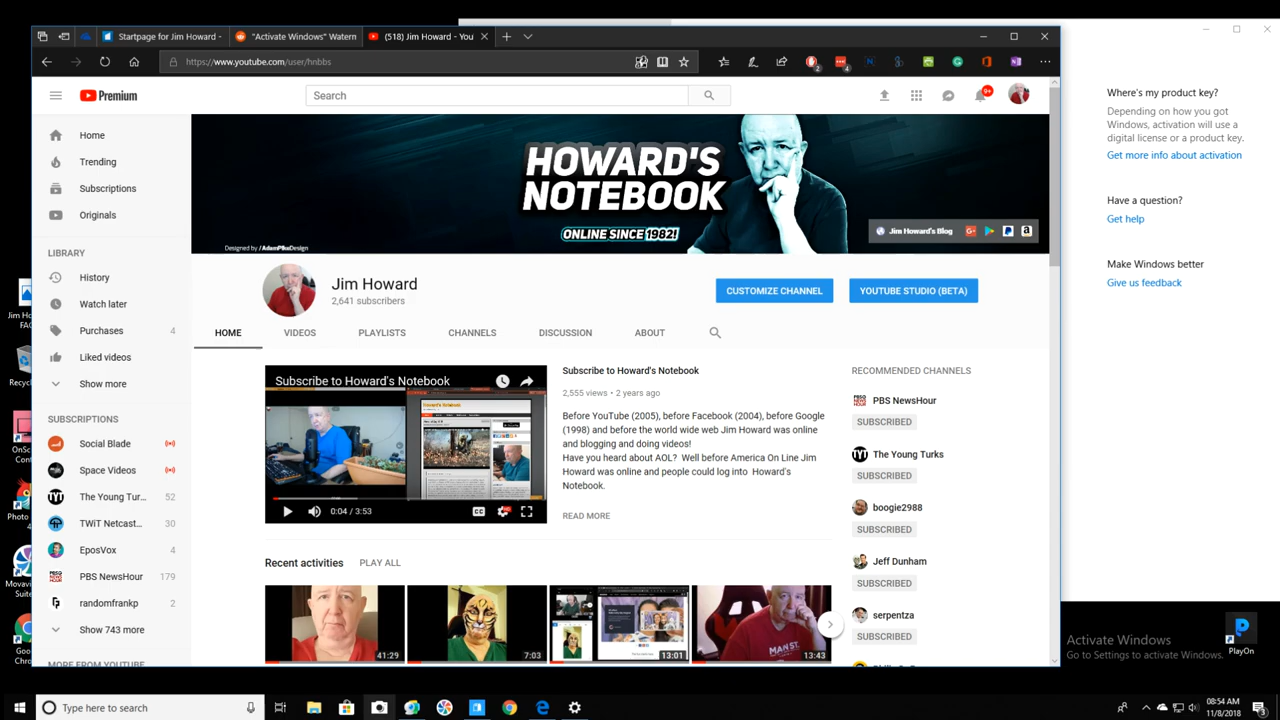 Startpage for Jim Howard -
"Activate Windows" Watern
(518) Jim Howard - You
https://www.youtube.com/user/hnbbs
2
4
Premium
Search
9+
Home
Trending
Subscriptions
Originals
LIBRARY
History
Watch later
Purchases 4
Liked videos
Show more
SUBSCRIPTIONS
Social Blade
Space Videos
The Young Tur... 52
TWiT Netcast... 30
EposVox 4
PBS NewsHour 179
randomfrankp 2
Show 743 more
MORE FROM YOUTUBE
HOWARD'S
NOTEBOOK
ONLINE SINCE 1982!
Designed by /AdamPikeDesign
Jim Howard's Blog
Jim Howard
2,641 subscribers
CUSTOMIZE CHANNEL
YOUTUBE STUDIO (BETA)
HOME VIDEOS PLAYLISTS CHANNELS DISCUSSION ABOUT
Subscribe to Howard's Notebook
0:04 / 3:53
CC
Subscribe to Howard's Notebook
2,555 views • 2 years ago
Before YouTube (2005), before Facebook (2004), before Google
(1998) and before the world wide web Jim Howard was online
and blogging and doing videos!
Have you heard about AOL? Well before America On Line Jim
Howard was online and people could log into Howard's
Notebook.
READ MORE
Recent activities PLAY ALL
41:29
7:03
13:01
13:43
RECOMMENDED CHANNELS
PBS NewsHour
SUBSCRIBED
The Young Turks
SUBSCRIBED
boogie2988
SUBSCRIBED
Jeff Dunham
SUBSCRIBED
serpentza
SUBSCRIBED
Where's my product key?
Depending on how you got
Windows, activation will use a
digital license or a product key.
Get more info about activation
Have a question?
Get help
Make Windows better
Give us feedback
Activate Windows
Go to Settings to activate Windows.
PlayOn
Type here to search
08:54 AM
11/8/2018
3